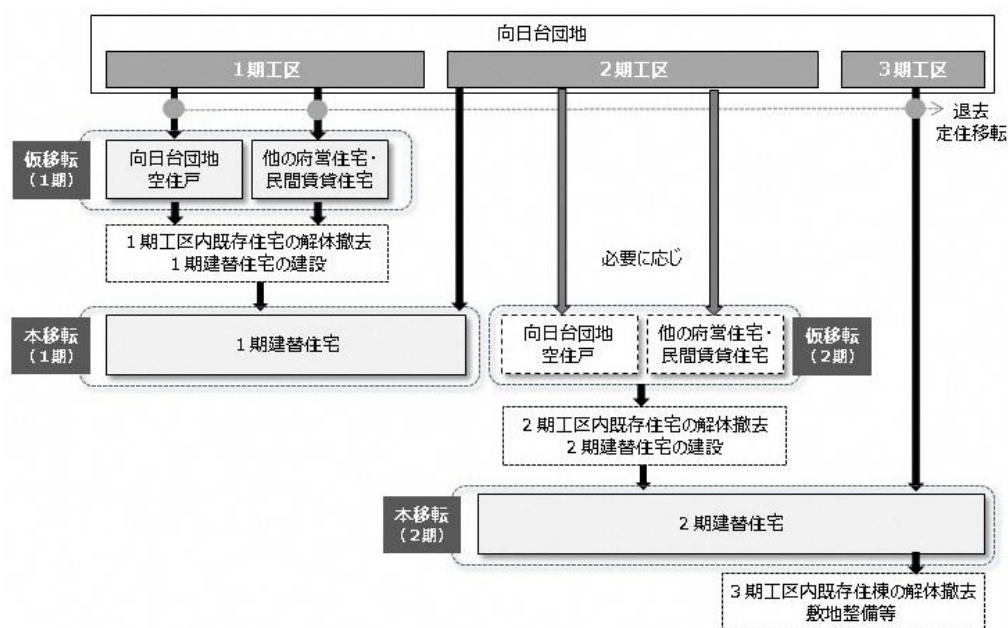 向日台団地
１期工区
２期工区
３期工区
退去
定住移転
仮移転
（１期）
向日台団地
空住戸
他の府営住宅・
民間賃貸住宅
１期工区内既存住宅の解体撤去
１期建替住宅の建設
必要に応じ
本移転
（１期）
１期建替住宅
向日台団地
空住戸
他の府営住宅・
民間賃貸住宅
仮移転
（２期）
２期工区内既存住宅の解体撤去
２期建替住宅の建設
本移転
（２期）
２期建替住宅
３期工区内既存住棟の解体撤去
敷地整備等